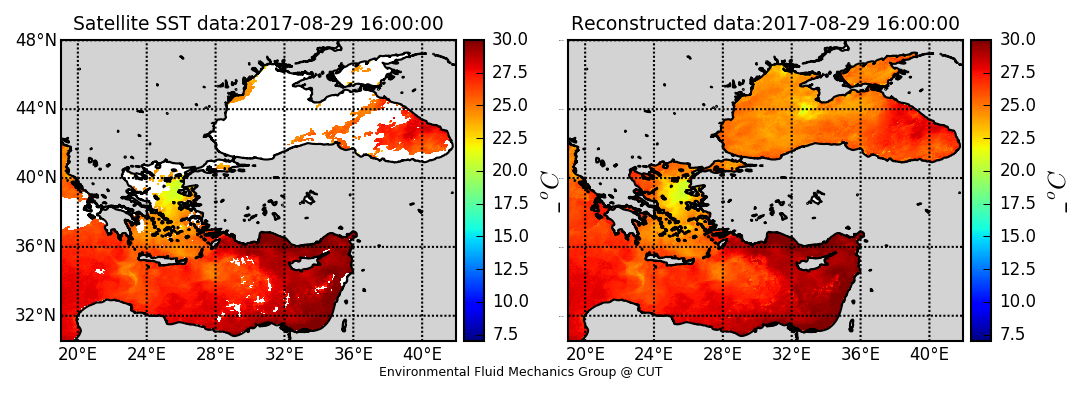 Satellite SST data:2017-08-29 16:00:00
48°N
44°N
40°N
36°N
32°N
20°E 24°E 28°E 32°E 36°E 40°E
30.0
27.5
25.0
22.5
20.0
17.5
15.0
12.5
10.0
7.5
_ °C
Reconstructed data:2017-08-29 16:00:00
20°E 24°E 28°E 32°E 36°E 40°E
30.0
27.5
25.0
22.5
20.0
17.5
15.0
12.5
10.0
7.5
_ °C
Environmental Fluid Mechanics Group @ CUT